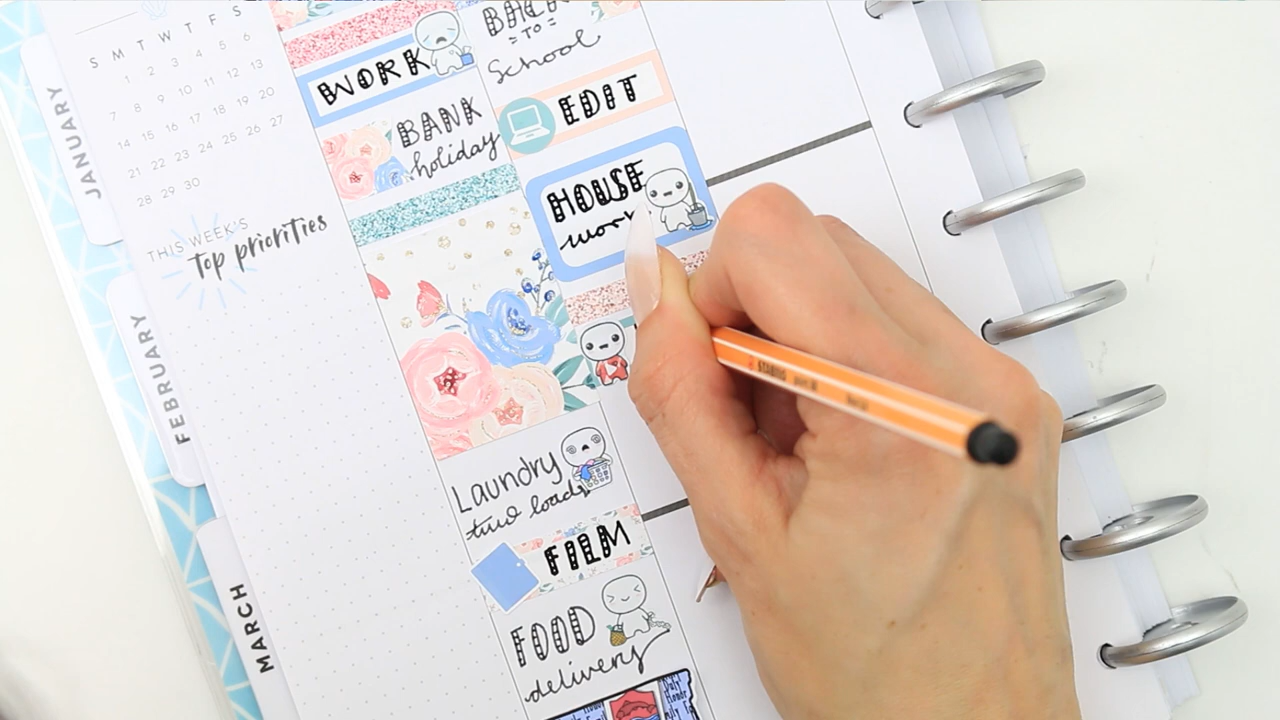 JANUARY
FEBRUARY
MARCH
S M T W T F S
1 2 3 4 5 6
7 8 9 10 11 12 13
14 15 16 17 18 19 20
21 22 23 24 25 26 27
28 29 30
THIS WEEK'S
top priorities
WORK
BANK
holiday
Laundry
two loads
FILM
FOOD
delivery
BACK
- TO -
School
EDIT
HOUSE
work
STABILO